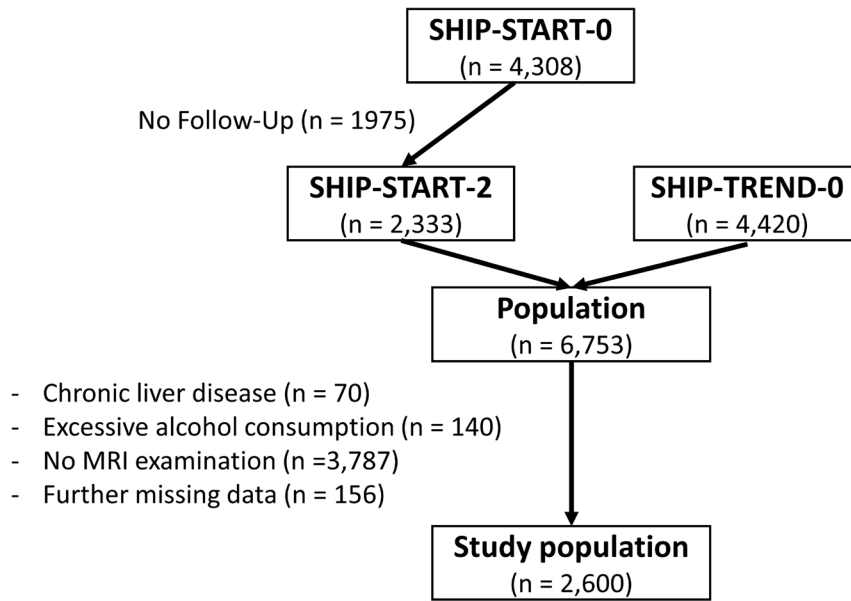 SHIP-START-0
(n = 4,308)
No Follow-Up (n = 1975)
SHIP-START-2
(n = 2,333)
SHIP-TREND-0
(n = 4,420)
Population
(n = 6,753)
- Chronic liver disease (n = 70)
- Excessive alcohol consumption (n = 140)
- No MRI examination (n =3,787)
- Further missing data (n = 156)
Study population
(n = 2,600)